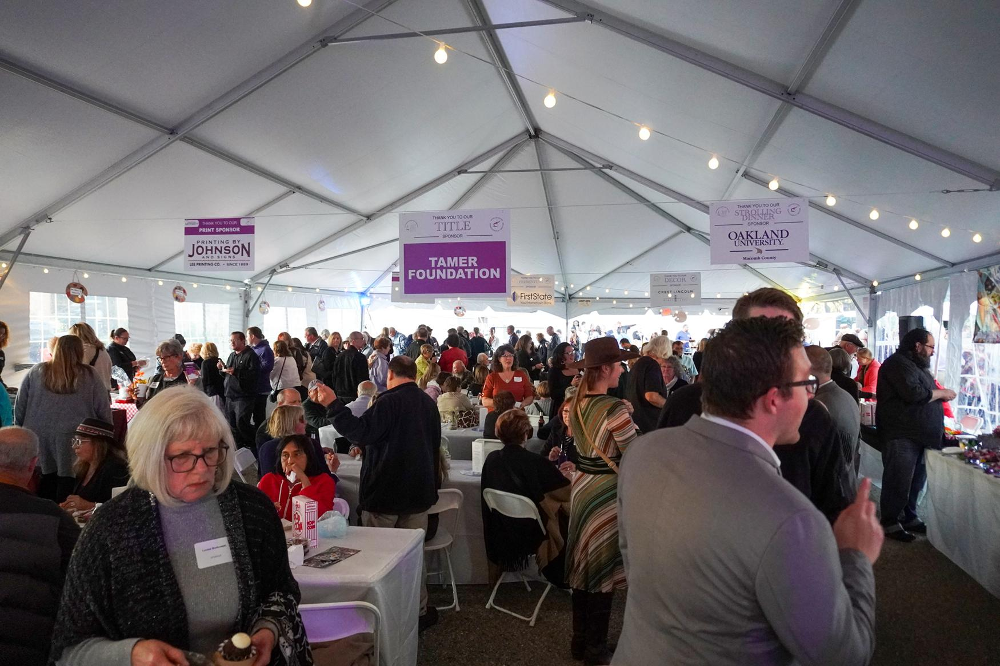 THANK YOU TO OUR
PRINT SPONSOR
PRINTING BY
JOHNSON
AND SIGNS
LEE PRINTING CO. - SINCE 1889
THANK YOU TO OUR
TITLE
SPONSOR
TAMER
FOUNDATION
THANK YOU TO OUR
STROLLING
DINNER
SPONSOR
OAKLAND
UNIVERSITY
Macomb County
THANK YOU TO OUR
PRESENTING
SPONSOR
FirstState
Your Hometown Bank
THANK YOU TO OUR
DECOR
SPONSOR
CREST LINCOLN
POP
CORN